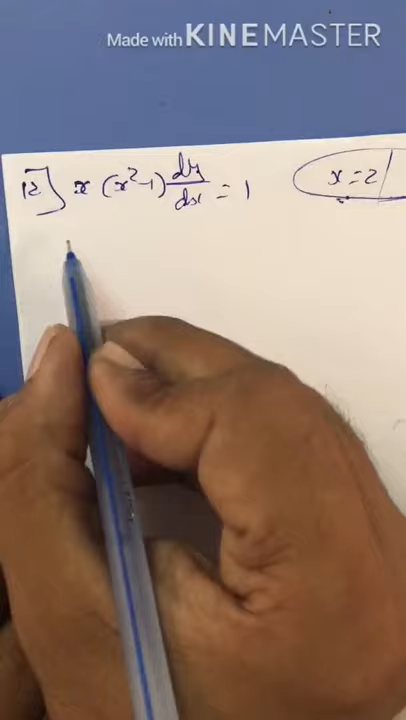 Made with KINEMASTER
12] x (x²-1) dy/dx = 1
x=2